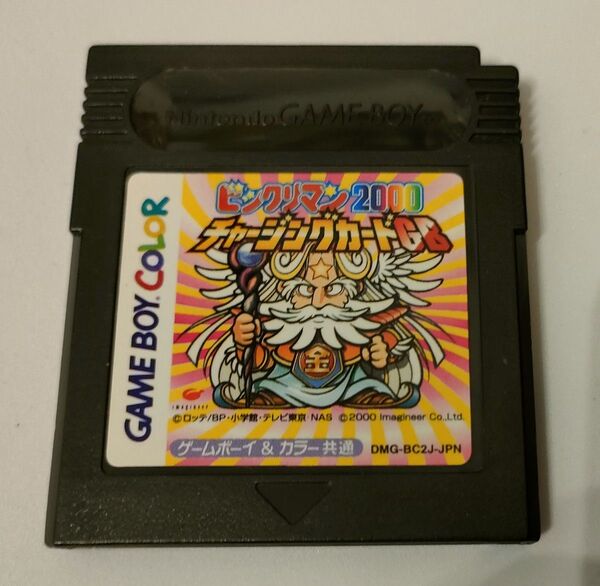 Nintendo GAME BOY
GAME BOY COLOR
ビックリマン2000
チャージングカードGB
金
imagineer
©ロッテ/BP・小学館・テレビ東京 NAS ©2000 Imagineer Co.,Ltd.
ゲームボーイ & カラー共通
DMG-BC2J-JPN